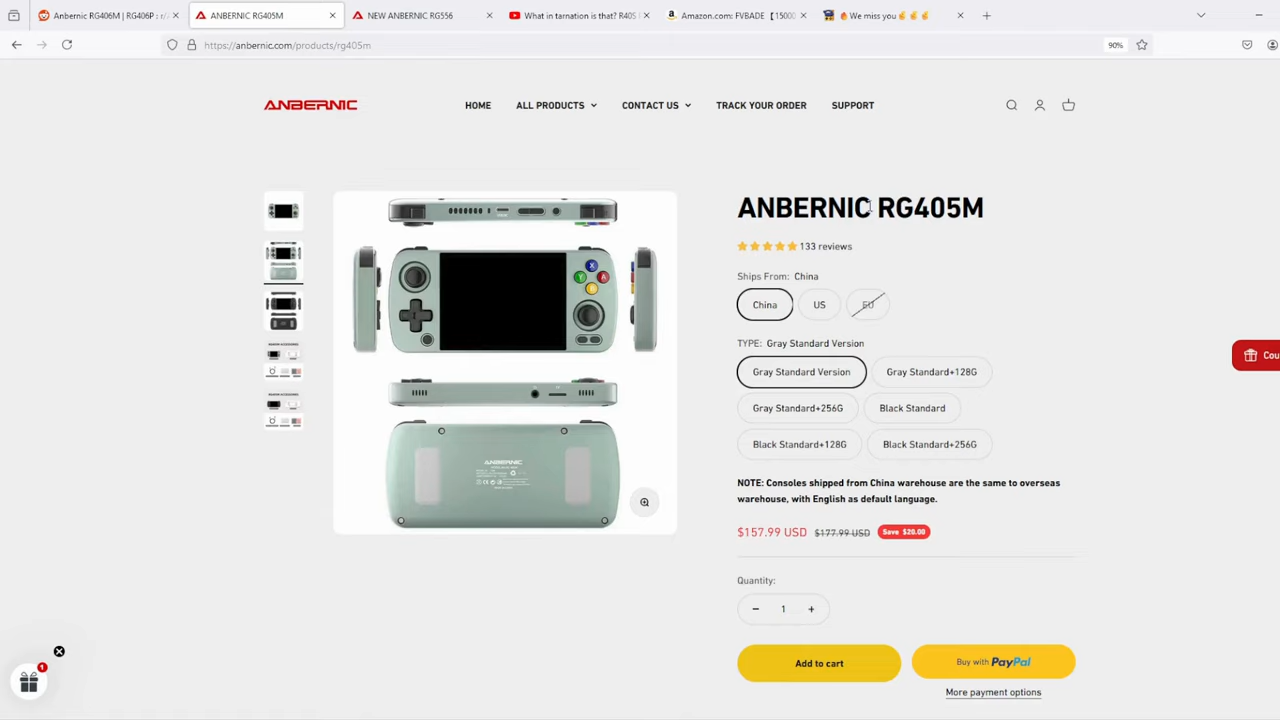 Anbernic RG406M | RG406P : r/
ANBERNIC RG405M
NEW ANBERNIC RG556
What in tarnation is that? R40S
Amazon.com: FVBADE 【15000
We miss you
https://anbernic.com/products/rg405m
90%
ANBERNIC
HOME
ALL PRODUCTS
CONTACT US
TRACK YOUR ORDER
SUPPORT
ANBERNIC RG405M
133 reviews
Ships From: China
China
US
EU
TYPE: Gray Standard Version
Gray Standard Version
Gray Standard+128G
Gray Standard+256G
Black Standard
Black Standard+128G
Black Standard+256G
NOTE: Consoles shipped from China warehouse are the same to overseas
warehouse, with English as default language.
$157.99 USD $177.99 USD Save $20.00
Quantity:
− 1 +
Add to cart
Buy with PayPal
More payment options
Cou
1
X
Y
A
B
ANBERNIC